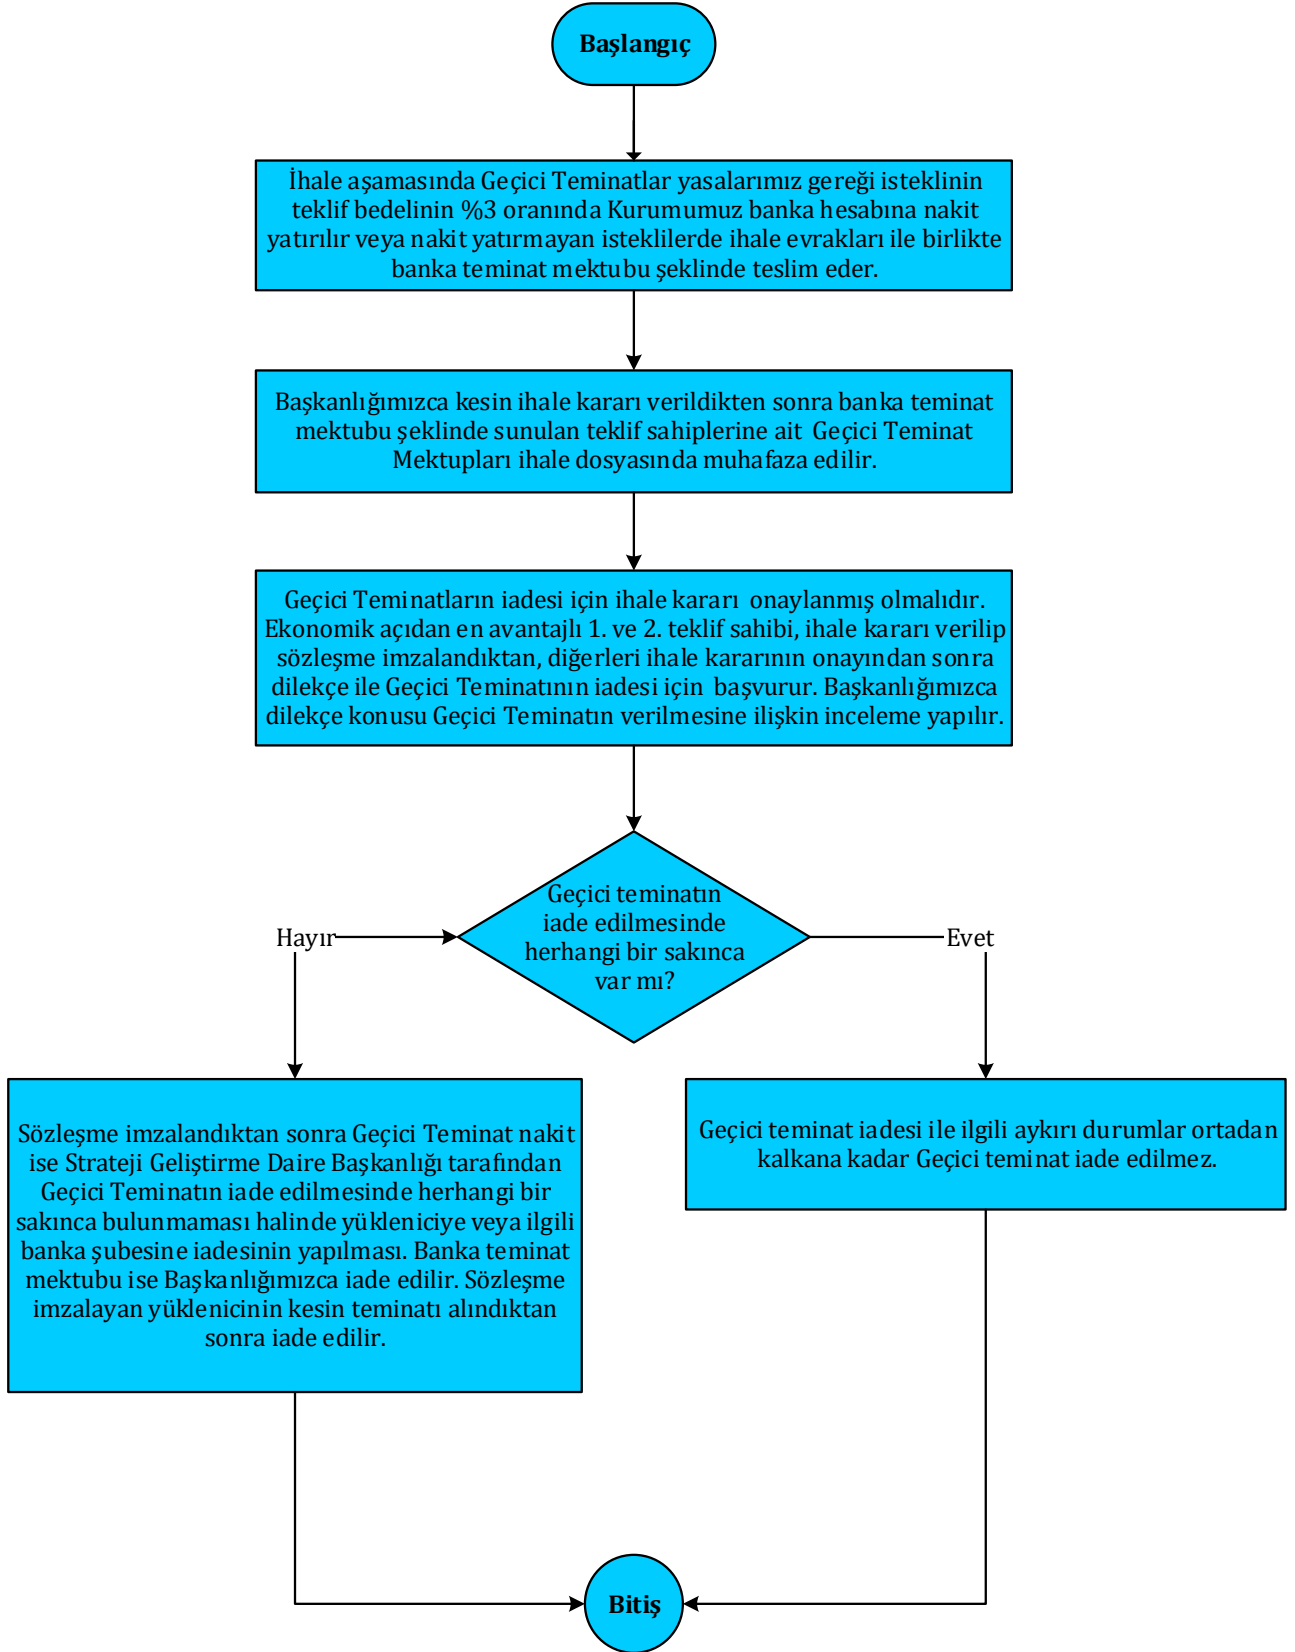 Başlangıç
İhale aşamasında Geçici Teminatlar yasalarımız gereği isteklinin
teklif bedelinin %3 oranında Kurumumuz banka hesabına nakit
yatırılır veya nakit yatırmayan isteklilerde ihale evrakları ile birlikte
banka teminat mektubu şeklinde teslim eder.
Başkanlığımızca kesin ihale kararı verildikten sonra banka teminat
mektubu şeklinde sunulan teklif sahiplerine ait Geçici Teminat
Mektupları ihale dosyasında muhafaza edilir.
Geçici Teminatların iadesi için ihale kararı onaylanmış olmalıdır.
Ekonomik açıdan en avantajlı 1. ve 2. teklif sahibi, ihale kararı verilip
sözleşme imzalandıktan, diğerleri ihale kararının onayından sonra
dilekçe ile Geçici Teminatının iadesi için başvurur. Başkanlığımızca
dilekçe konusu Geçici Teminatın verilmesine ilişkin inceleme yapılır.
Geçici teminatın
iade edilmesinde
herhangi bir sakınca
var mı?
Hayır
Evet
Sözleşme imzalandıktan sonra Geçici Teminat nakit
ise Strateji Geliştirme Daire Başkanlığı tarafından
Geçici Teminatın iade edilmesinde herhangi bir
sakınca bulunmaması halinde yükleniciye veya ilgili
banka şubesine iadesinin yapılması. Banka teminat
mektubu ise Başkanlığımızca iade edilir. Sözleşme
imzalayan yüklenicinin kesin teminatı alındıktan
sonra iade edilir.
Geçici teminat iadesi ile ilgili aykırı durumlar ortadan
kalkana kadar Geçici teminat iade edilmez.
Bitiş